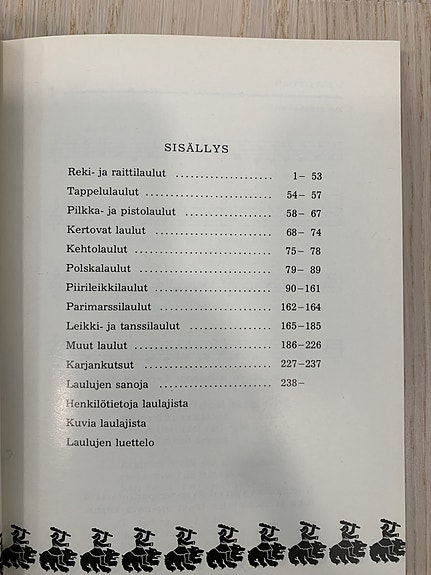 SISÄLLYS
Reki- ja raittilaulut .................... 1– 53
Tappelulaulut .......................... 54– 57
Pilkka- ja pistolaulut .................. 58– 67
Kertovat laulut ........................ 68– 74
Kehtolaulut ............................ 75– 78
Polskalaulut ........................... 79– 89
Piirileikkilaulut ........................ 90–161
Parimarssilaulut ....................... 162–164
Leikki- ja tanssilaulut .................. 165–185
Muut laulut ............................ 186–226
Karjankutsut ........................... 227–237
Laulujen sanoja ....................... 238–
Henkilötietoja laulajista
Kuvia laulajista
Laulujen luettelo